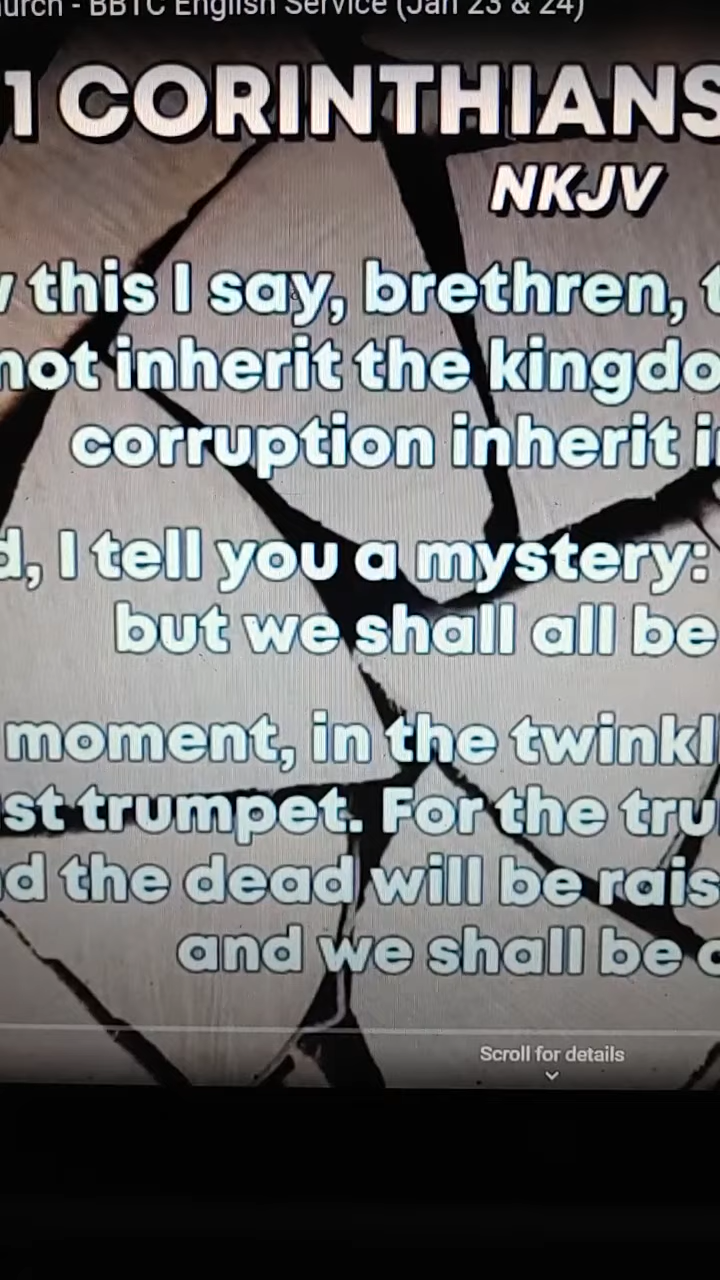 urch - BBTC English Service (Jan 23 & 24)
1 CORINTHIANS
NKJV
this I say, brethren,
not inherit the kingdo
corruption inherit i
d, I tell you a mystery:
but we shall all be
moment, in the twinkl
st trumpet. For the tru
d the dead will be rais
and we shall be c
Scroll for details